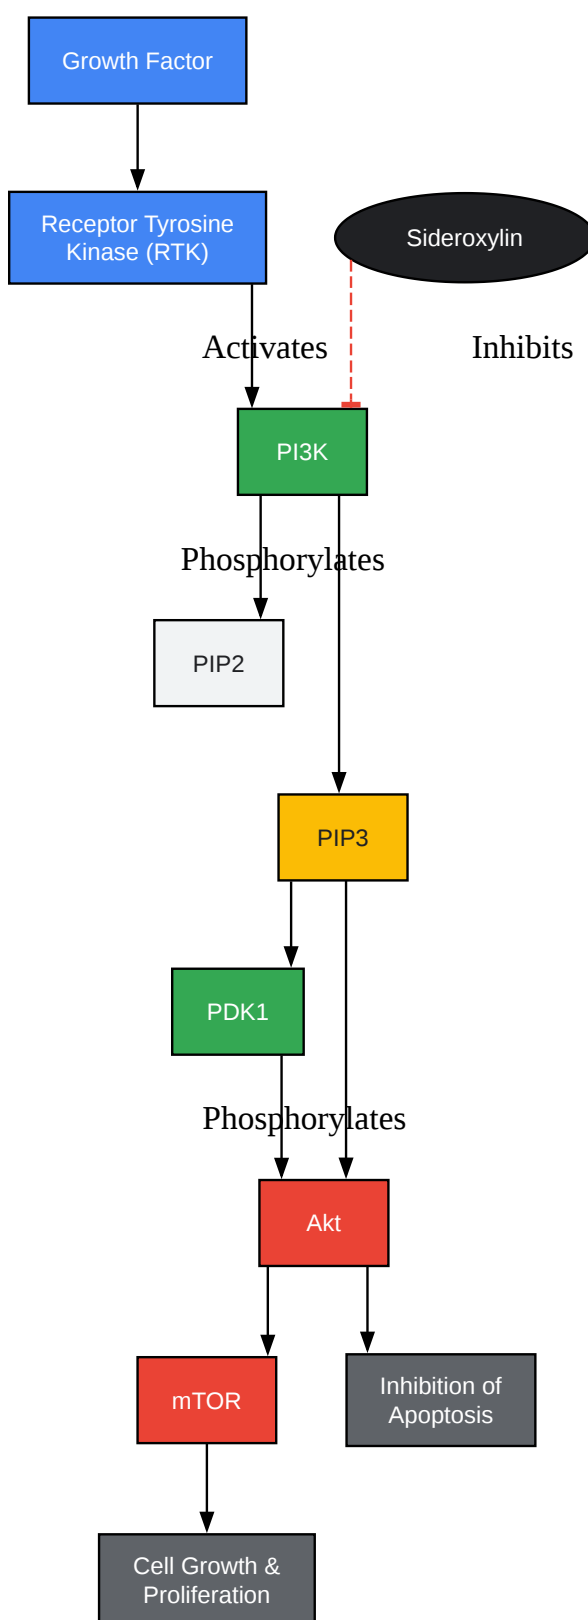 Growth Factor
Receptor Tyrosine
Kinase (RTK)
Sideroxylin
Activates
Inhibits
PI3K
Phosphorylates
PIP2
PIP3
PDK1
Phosphorylates
Akt
mTOR
Inhibition of
Apoptosis
Cell Growth &
Proliferation